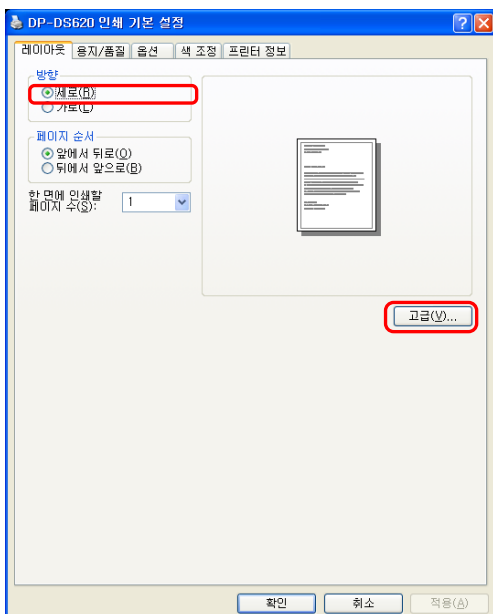 DP-DS620 인쇄 기본 설정
레이아웃 용지/품질 옵션 색 조정 프린터 정보
방향
세로(R)
가로(L)
페이지 순서
앞에서 뒤로(O)
뒤에서 앞으로(B)
한 면에 인쇄할
페이지 수(S): 1
고급(V)...
확인 취소 적용(A)